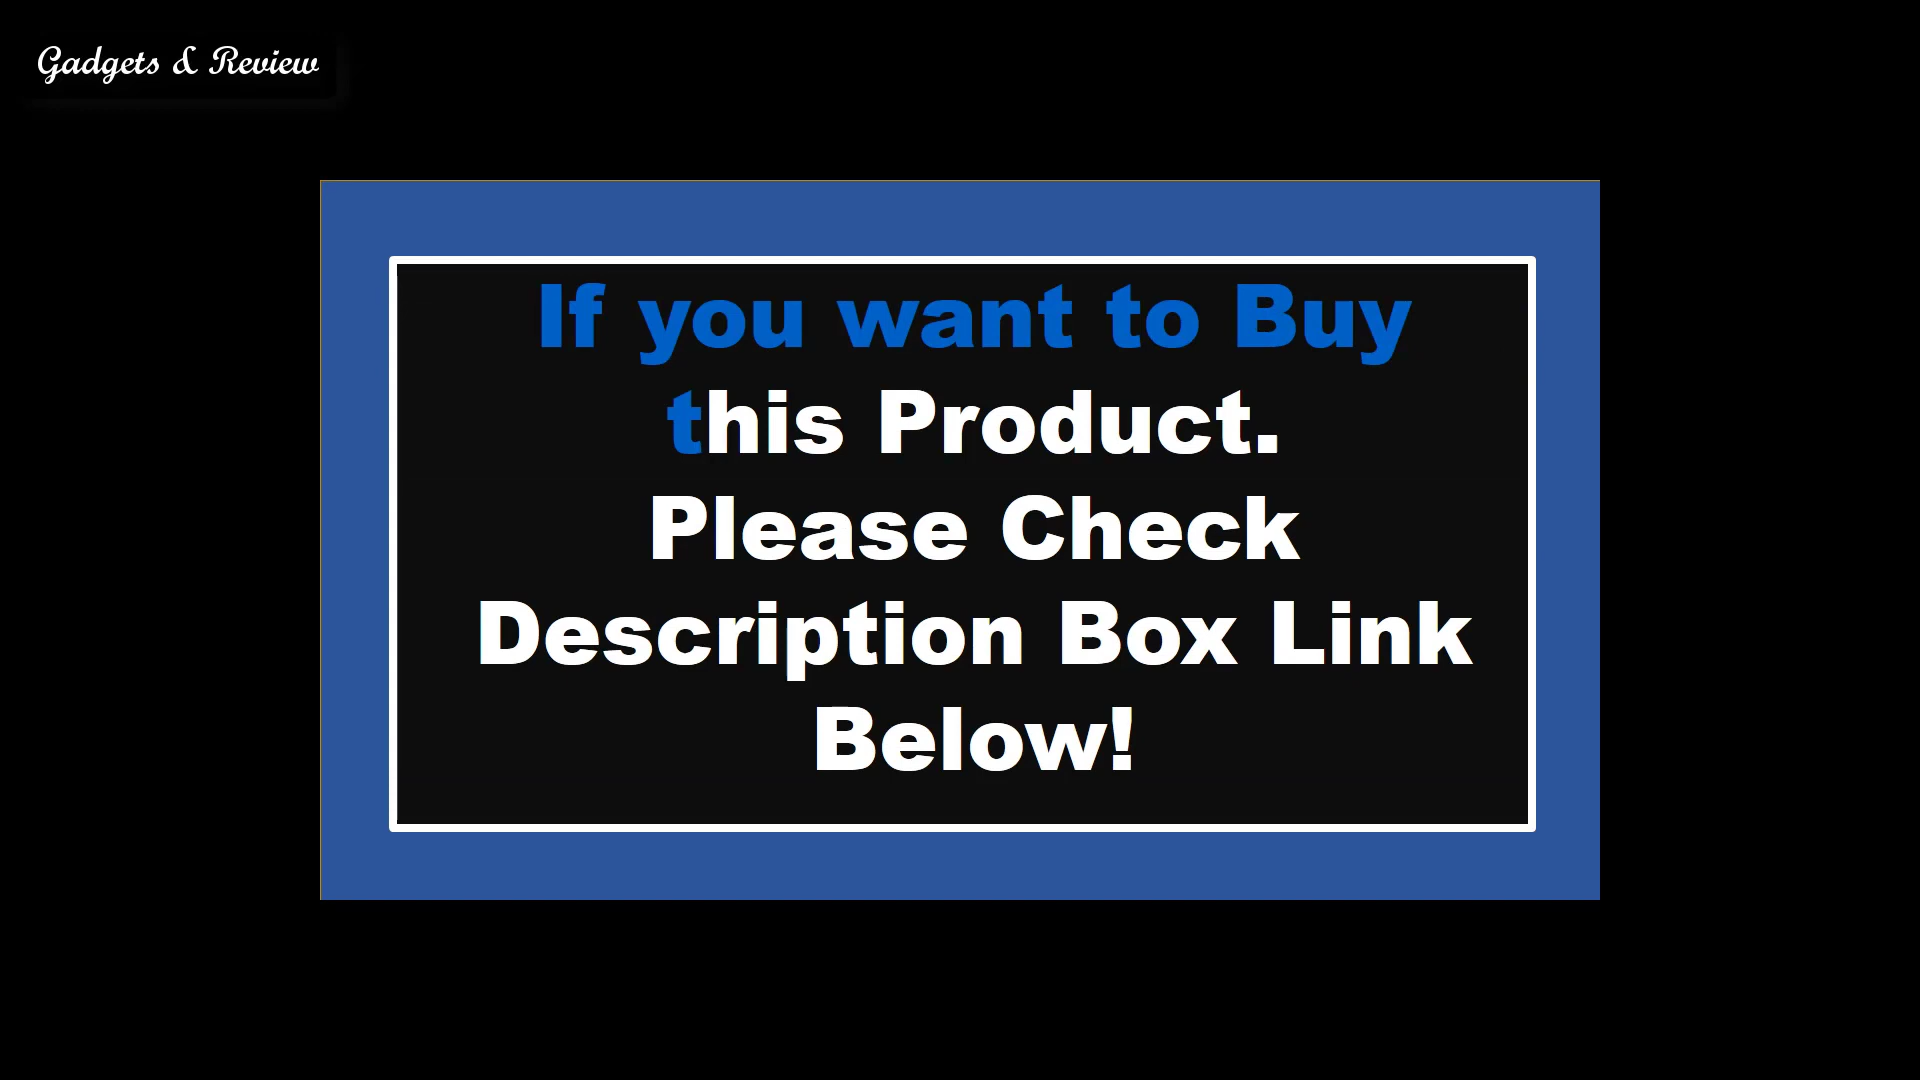 Gadgets & Review
If you want to Buy
this Product.
Please Check
Description Box Link
Below!